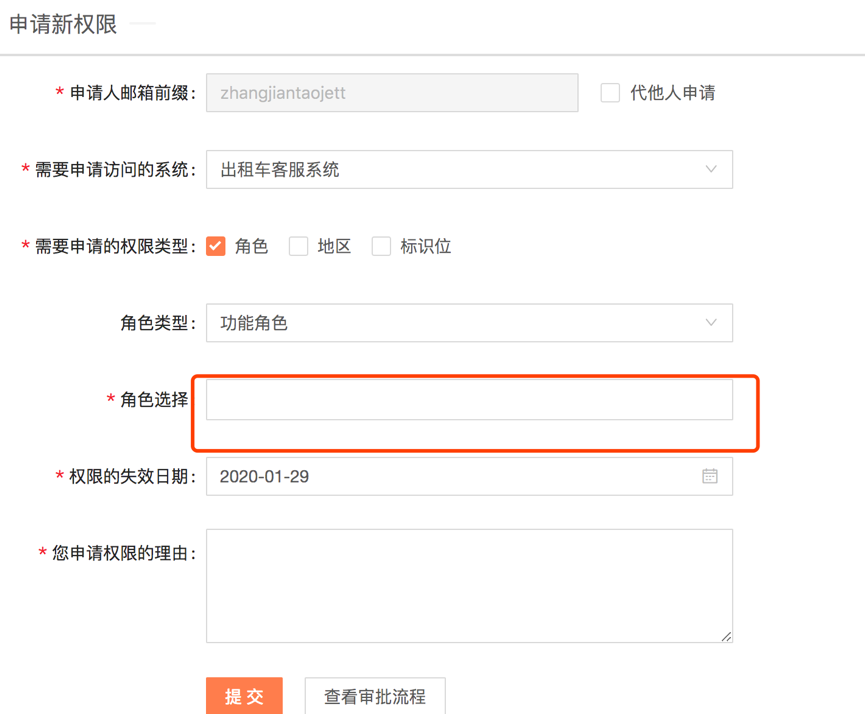 申请新权限
* 申请人邮箱前缀: zhangjiantaojett 代他人申请
* 需要申请访问的系统: 出租车客服系统
* 需要申请的权限类型: 角色 地区 标识位
角色类型: 功能角色
* 角色选择
* 权限的失效日期: 2020-01-29
* 您申请权限的理由:
提 交 查看审批流程